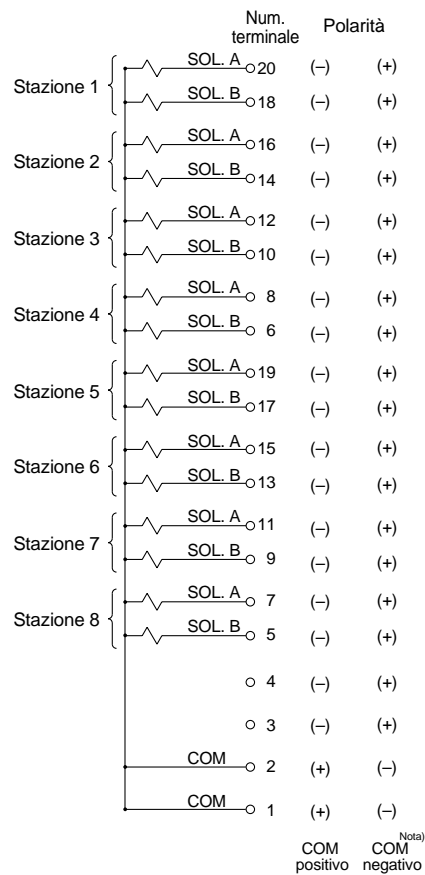 Num.
terminale Polarità
Stazione 1 SOL. A 20 (–) (+)
SOL. B 18 (–) (+)
Stazione 2 SOL. A 16 (–) (+)
SOL. B 14 (–) (+)
Stazione 3 SOL. A 12 (–) (+)
SOL. B 10 (–) (+)
Stazione 4 SOL. A 8 (–) (+)
SOL. B 6 (–) (+)
Stazione 5 SOL. A 19 (–) (+)
SOL. B 17 (–) (+)
Stazione 6 SOL. A 15 (–) (+)
SOL. B 13 (–) (+)
Stazione 7 SOL. A 11 (–) (+)
SOL. B 9 (–) (+)
Stazione 8 SOL. A 7 (–) (+)
SOL. B 5 (–) (+)
4 (–) (+)
3 (–) (+)
COM 2 (+) (–)
COM 1 (+) (–)
COM COM Nota)
positivo negativo